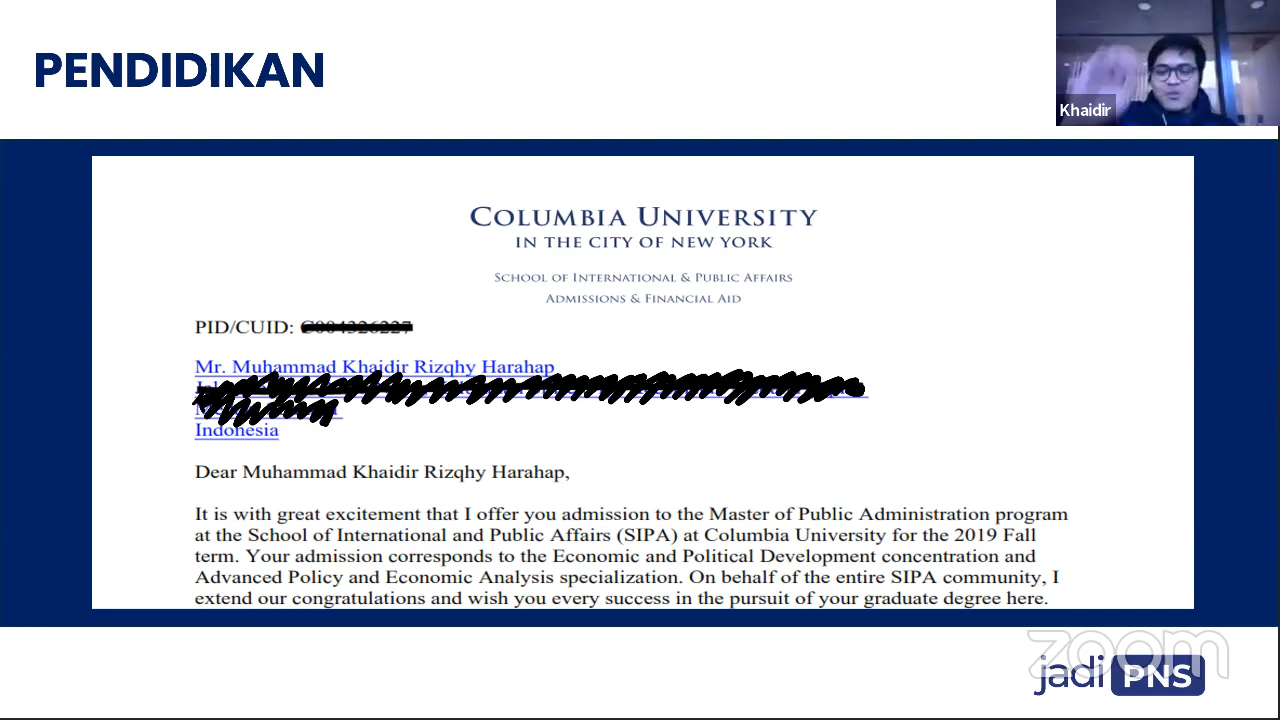 PENDIDIKAN
Khaidir
COLUMBIA UNIVERSITY
IN THE CITY OF NEW YORK
SCHOOL OF INTERNATIONAL & PUBLIC AFFAIRS
ADMISSIONS & FINANCIAL AID
PID/CUID:
Mr. Muhammad Khaidir Rizqhy Harahap
Indonesia
Dear Muhammad Khaidir Rizqhy Harahap,
It is with great excitement that I offer you admission to the Master of Public Administration program
at the School of International and Public Affairs (SIPA) at Columbia University for the 2019 Fall
term. Your admission corresponds to the Economic and Political Development concentration and
Advanced Policy and Economic Analysis specialization. On behalf of the entire SIPA community, I
extend our congratulations and wish you every success in the pursuit of your graduate degree here.
zoom
jadi PNS